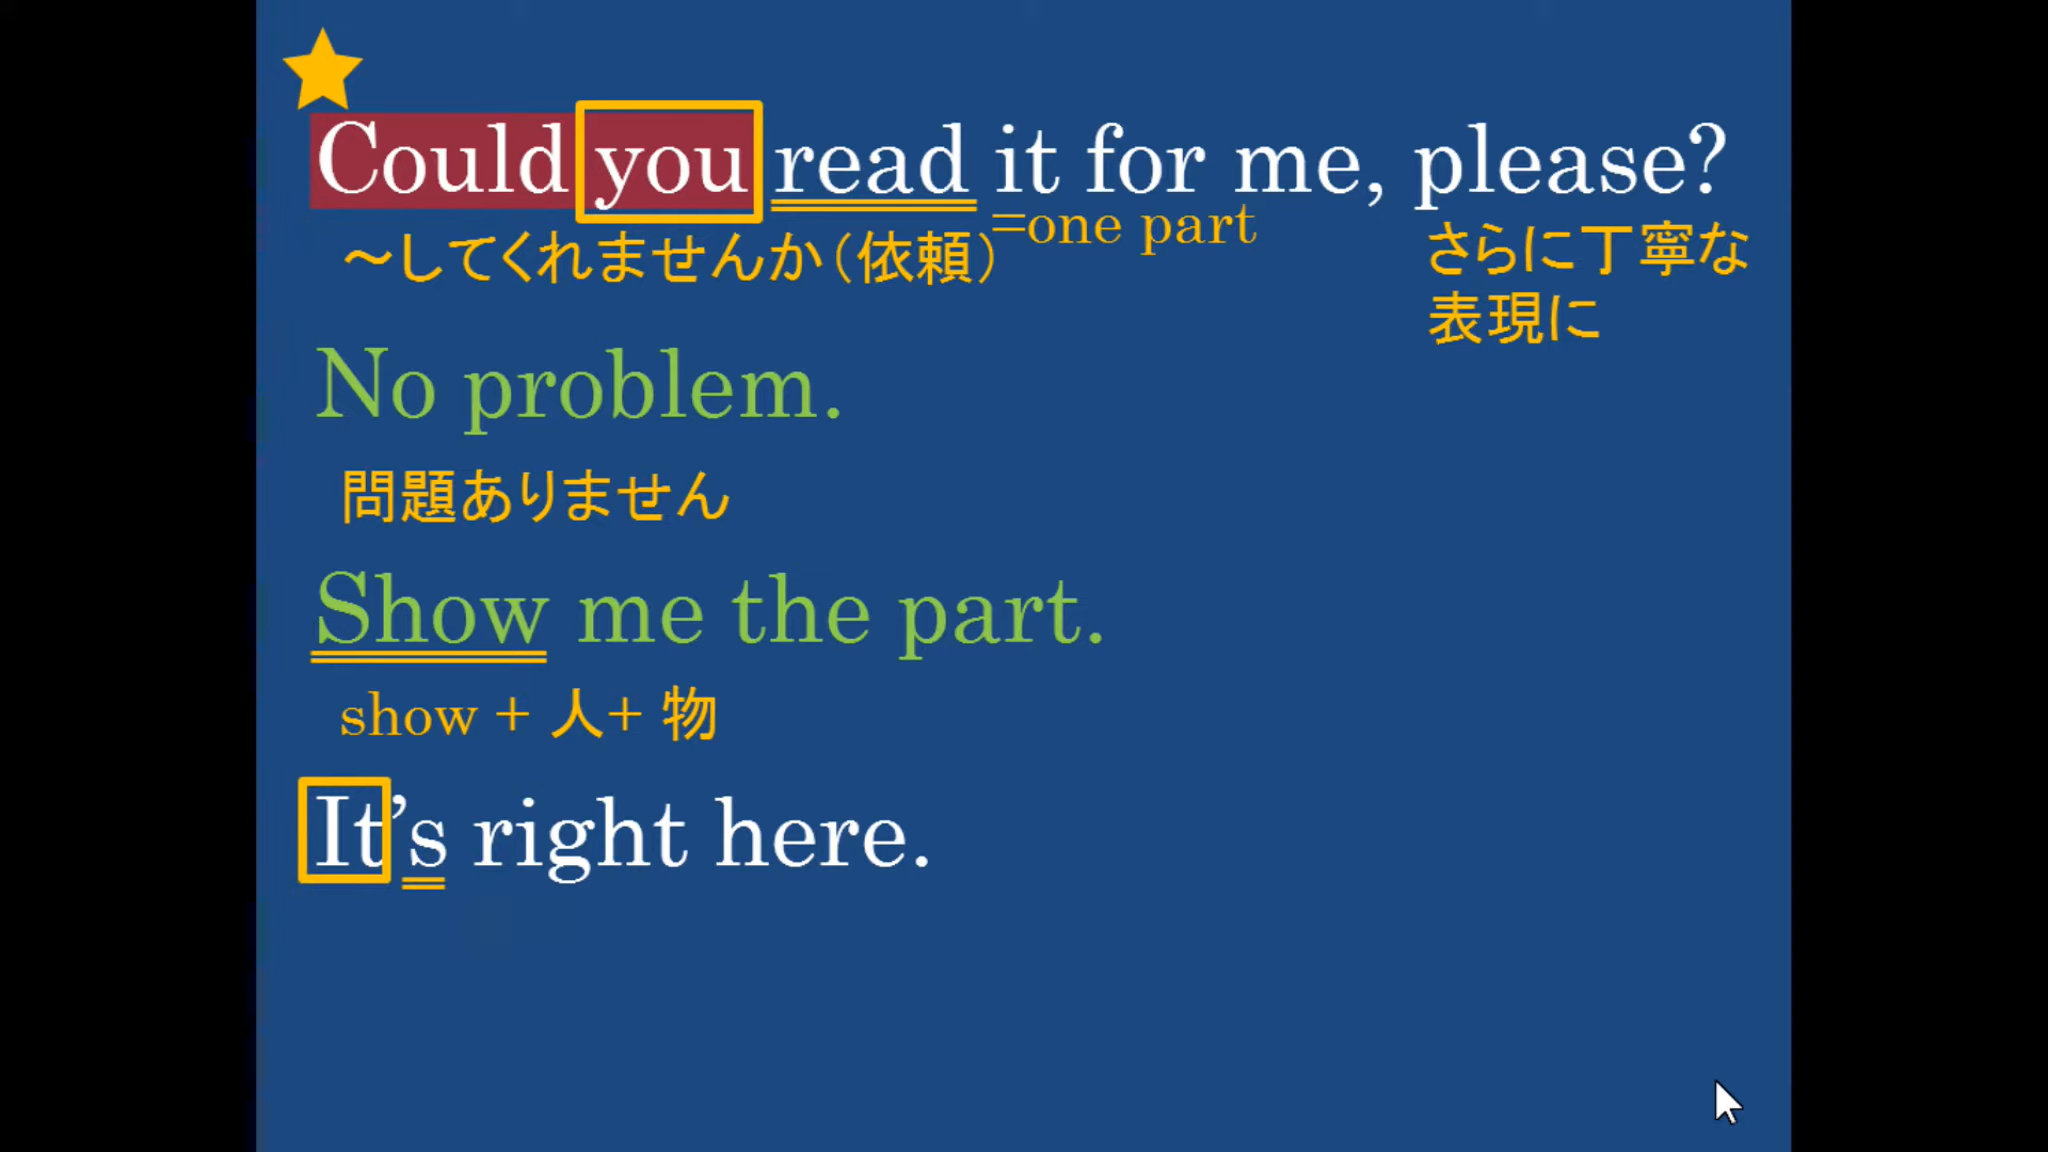 Could you read it for me, please?
～してくれませんか（依頼）
=one part
さらに丁寧な
表現に
No problem.
問題ありません
Show me the part.
show + 人+ 物
It’s right here.